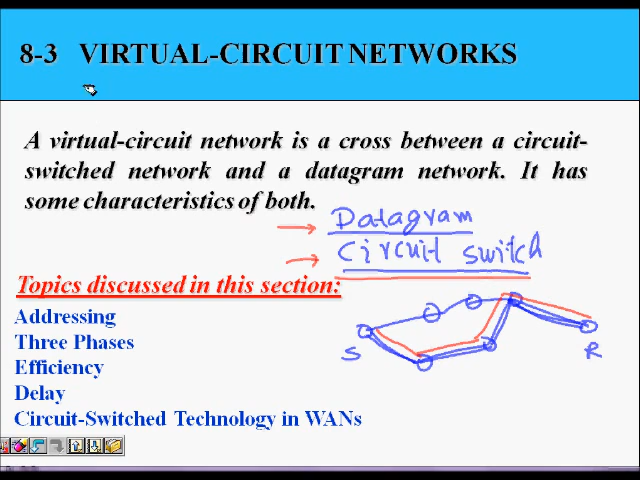 8-3 VIRTUAL-CIRCUIT NETWORKS
A virtual-circuit network is a cross between a circuit-
switched network and a datagram network. It has
some characteristics of both.
Datagram
Circuit switch
Topics discussed in this section:
Addressing
Three Phases
Efficiency
Delay
Circuit-Switched Technology in WANs
S
R